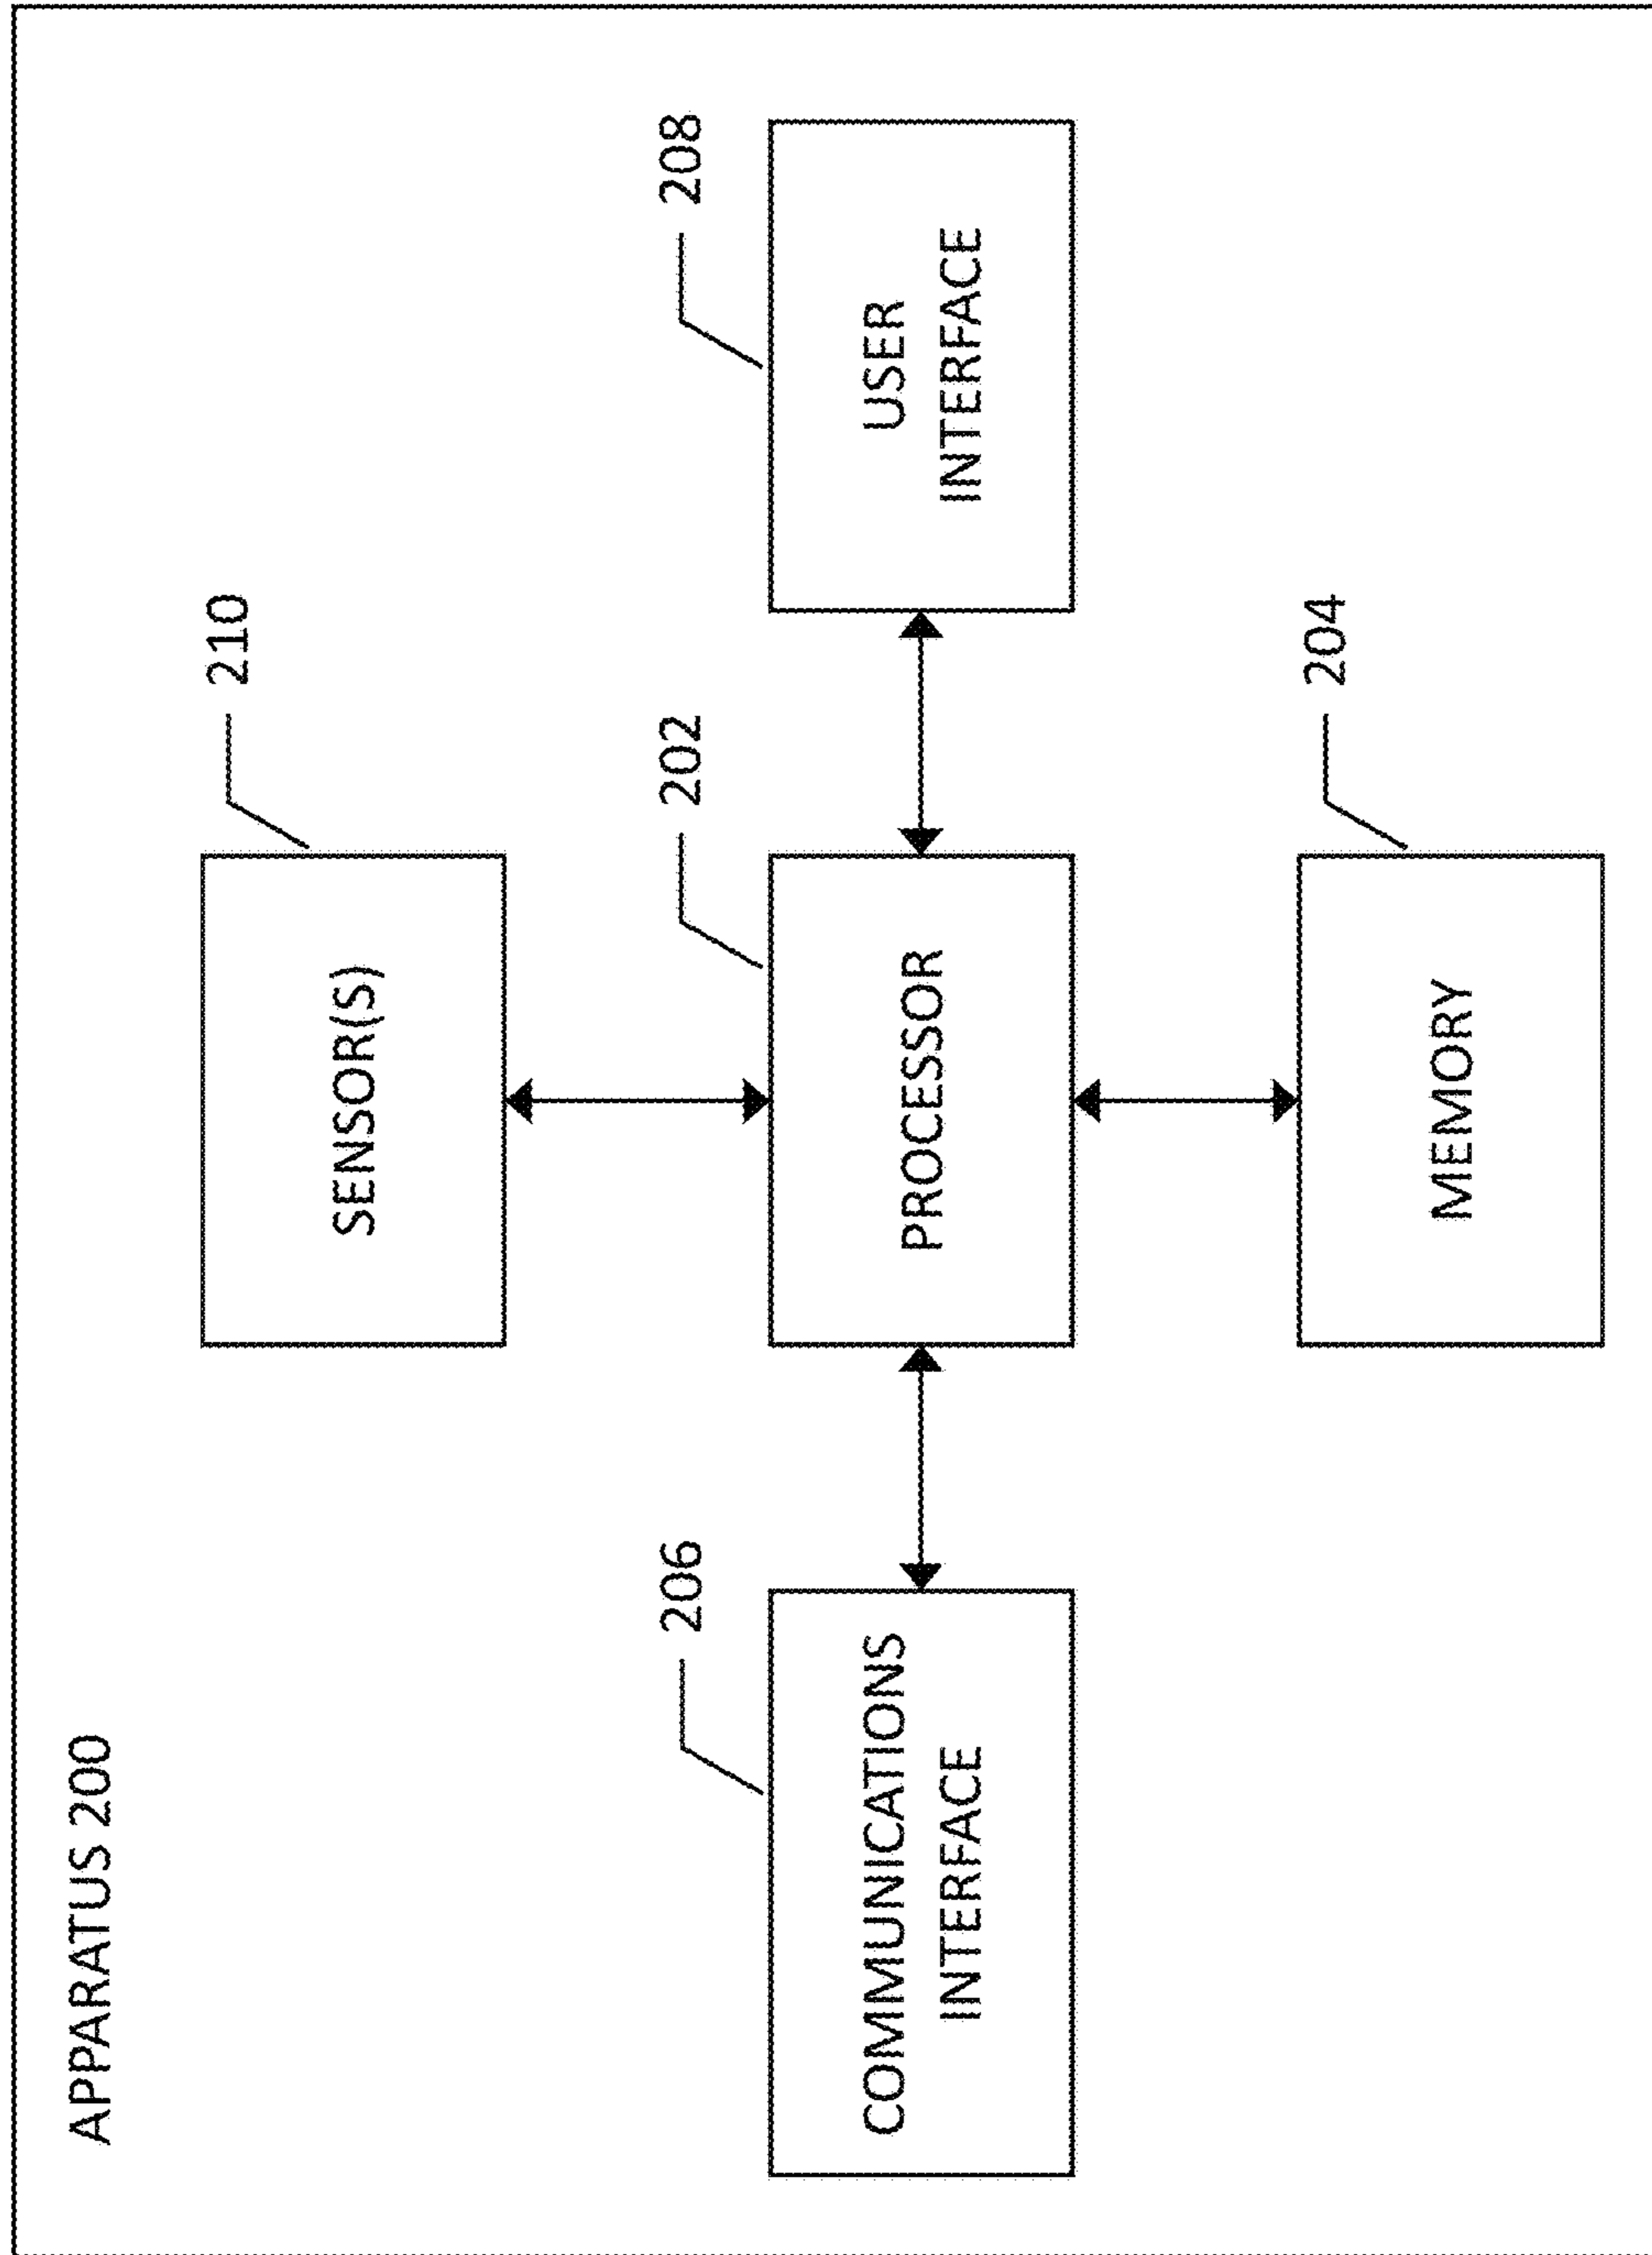 APPARATUS 200
210
SENSOR(S)
206
COMMUNICATIONS
INTERFACE
202
PROCESSOR
208
USER
INTERFACE
204
MEMORY